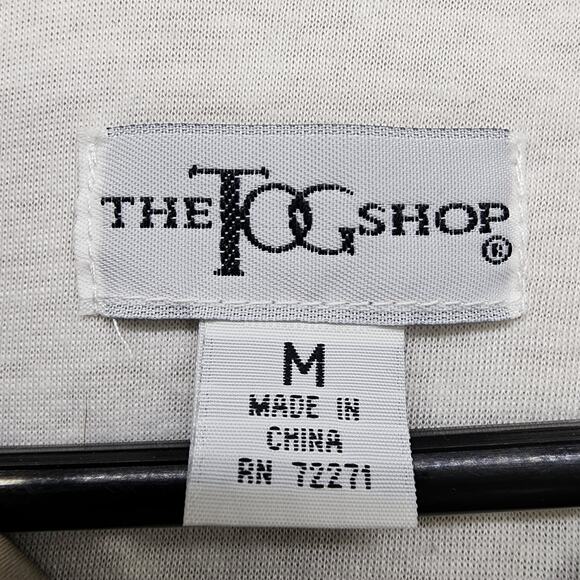 THE TOG SHOP ®
M
MADE IN
CHINA
RN 72271